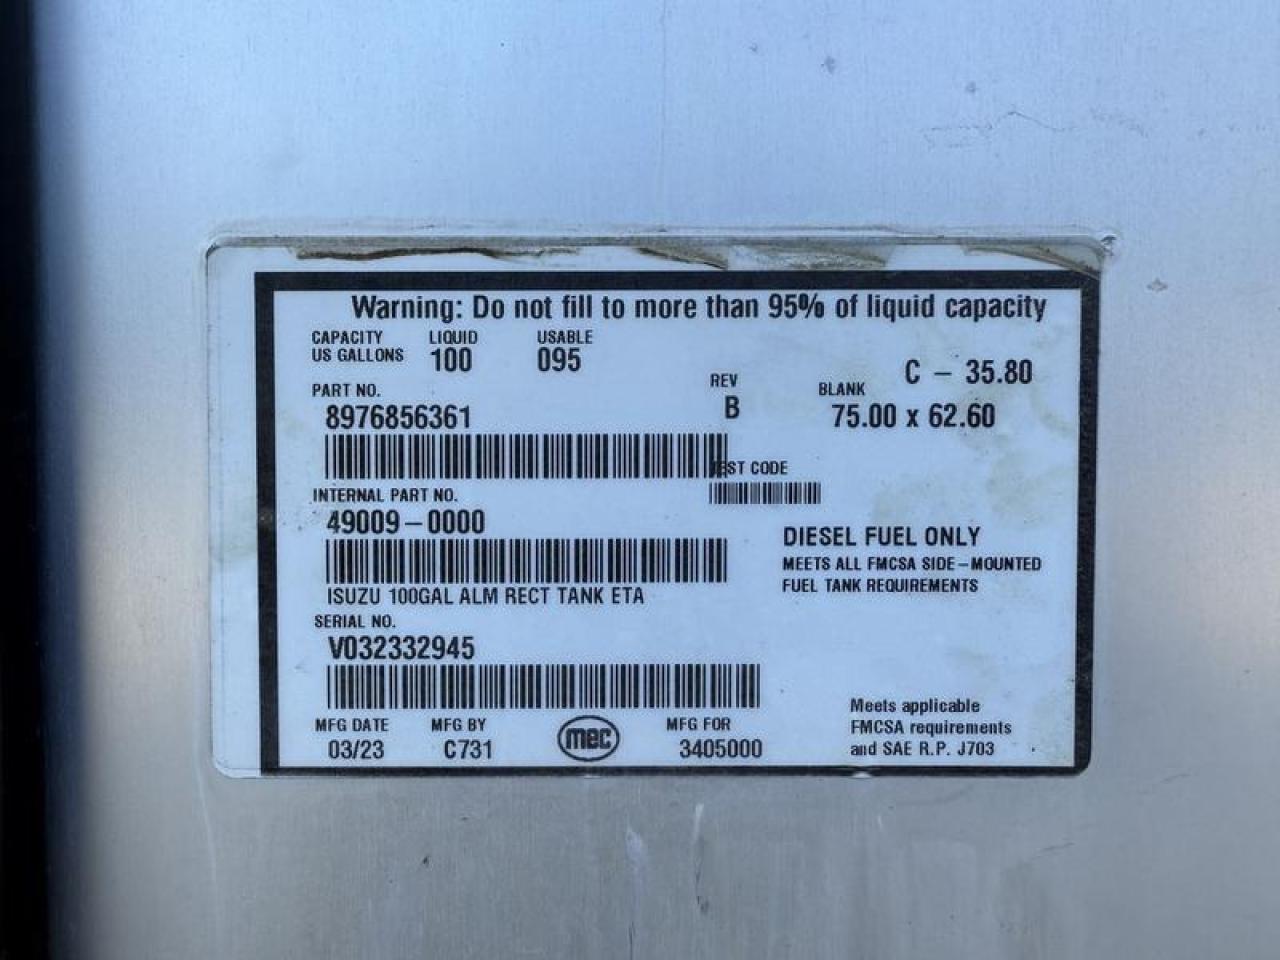 Warning: Do not fill to more than 95% of liquid capacity
CAPACITY LIQUID USABLE
US GALLONS 100 095
C - 35.80
PART NO. REV BLANK
8976856361 B 75.00 x 62.60
TEST CODE
INTERNAL PART NO.
49009-0000
DIESEL FUEL ONLY
MEETS ALL FMCSA SIDE-MOUNTED
FUEL TANK REQUIREMENTS
ISUZU 100GAL ALM RECT TANK ETA
SERIAL NO.
V032332945
MFG DATE MFG BY mec MFG FOR
03/23 C731 3405000
Meets applicable
FMCSA requirements
and SAE R.P. J703